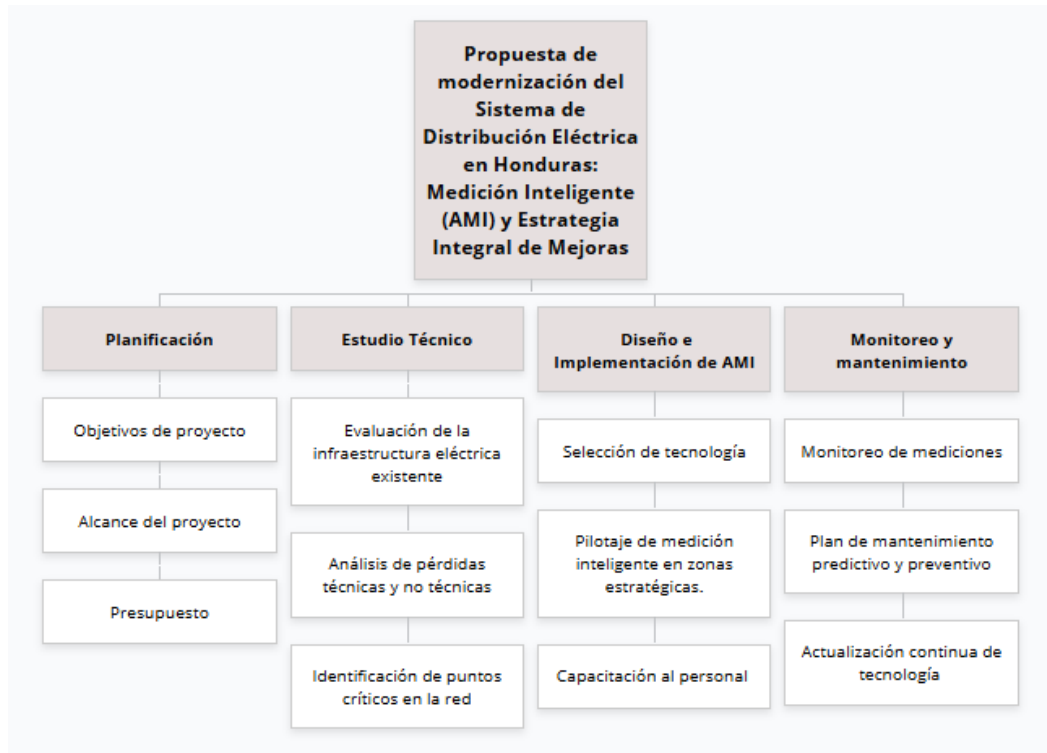 Propuesta de
modernización del
Sistema de
Distribución Eléctrica
en Honduras:
Medición Inteligente
(AMI) y Estrategia
Integral de Mejoras
Planificación
Objetivos de proyecto
Alcance del proyecto
Presupuesto
Estudio Técnico
Evaluación de la
infraestructura eléctrica
existente
Análisis de pérdidas
técnicas y no técnicas
Identificación de puntos
críticos en la red
Diseño e
Implementación de AMI
Selección de tecnología
Pilotaje de medición
inteligente en zonas
estratégicas.
Capacitación al personal
Monitoreo y
mantenimiento
Monitoreo de mediciones
Plan de mantenimiento
predictivo y preventivo
Actualización continua de
tecnología